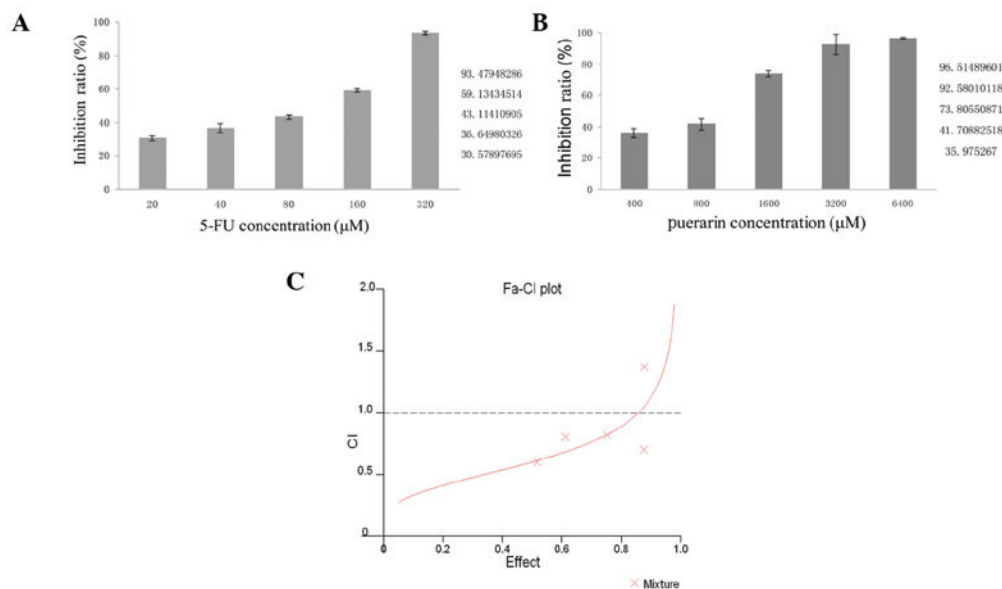 A
Inhibition ratio (%)
100
80
60
40
20
0
20 40 80 160 320
5-FU concentration (μM)
93. 47948286
59. 13434514
43. 11410905
36. 64980326
30. 57897695
B
Inhibition ratio (%)
100
80
60
40
20
0
400 800 1600 3200 6400
puerarin concentration (μM)
96. 51489601
92. 58010118
73. 80550871
41. 70882518
35. 975267
C
Fa-CI plot
CI
2.0
1.5
1.0
0.5
0
0 0.2 0.4 0.6 0.8 1.0
Effect
Mixture